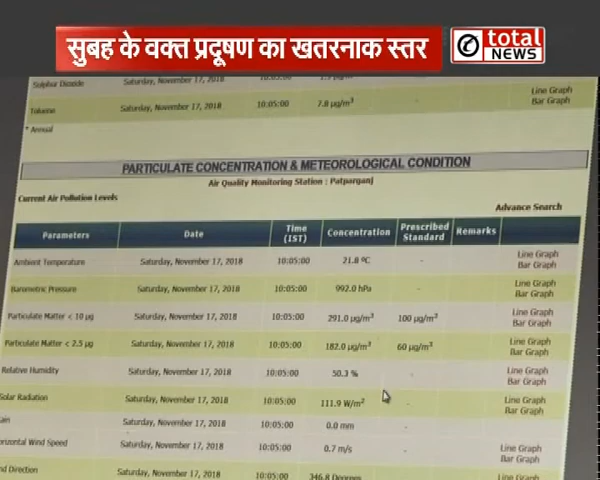 सुबह के वक्त प्रदूषण का खतरनाक स्तर
total NEWS
Sulphur Dioxide Saturday, November 17, 2018 10:05:00 Line Graph
Bar Graph
Toluene Saturday, November 17, 2018 10:05:00 7.8 µg/m³
* Annual
PARTICULATE CONCENTRATION & METEOROLOGICAL CONDITION
Air Quality Monitoring Station : Patparganj
Current Air Pollution Levels
Advance Search
Parameters Date Time (IST) Concentration Prescribed Standard Remarks
Ambient Temperature Saturday, November 17, 2018 10:05:00 21.8 ºC - Line Graph
Bar Graph
Barometric Pressure Saturday, November 17, 2018 10:05:00 992.0 hPa - Line Graph
Bar Graph
Particulate Matter < 10 µg Saturday, November 17, 2018 10:05:00 291.0 µg/m³ 100 µg/m³ Line Graph
Bar Graph
Particulate Matter < 2.5 µg Saturday, November 17, 2018 10:05:00 182.0 µg/m³ 60 µg/m³ Line Graph
Bar Graph
Relative Humidity Saturday, November 17, 2018 10:05:00 50.3 % - Line Graph
Bar Graph
Solar Radiation Saturday, November 17, 2018 10:05:00 111.9 W/m² - Line Graph
Bar Graph
ain Saturday, November 17, 2018 10:05:00 0.0 mm -
orizontal Wind Speed Saturday, November 17, 2018 10:05:00 0.7 m/s - Line Graph
Bar Graph
nd Direction Saturday, November 17, 2018 10:05:00 346.8 Degrees Line Graph